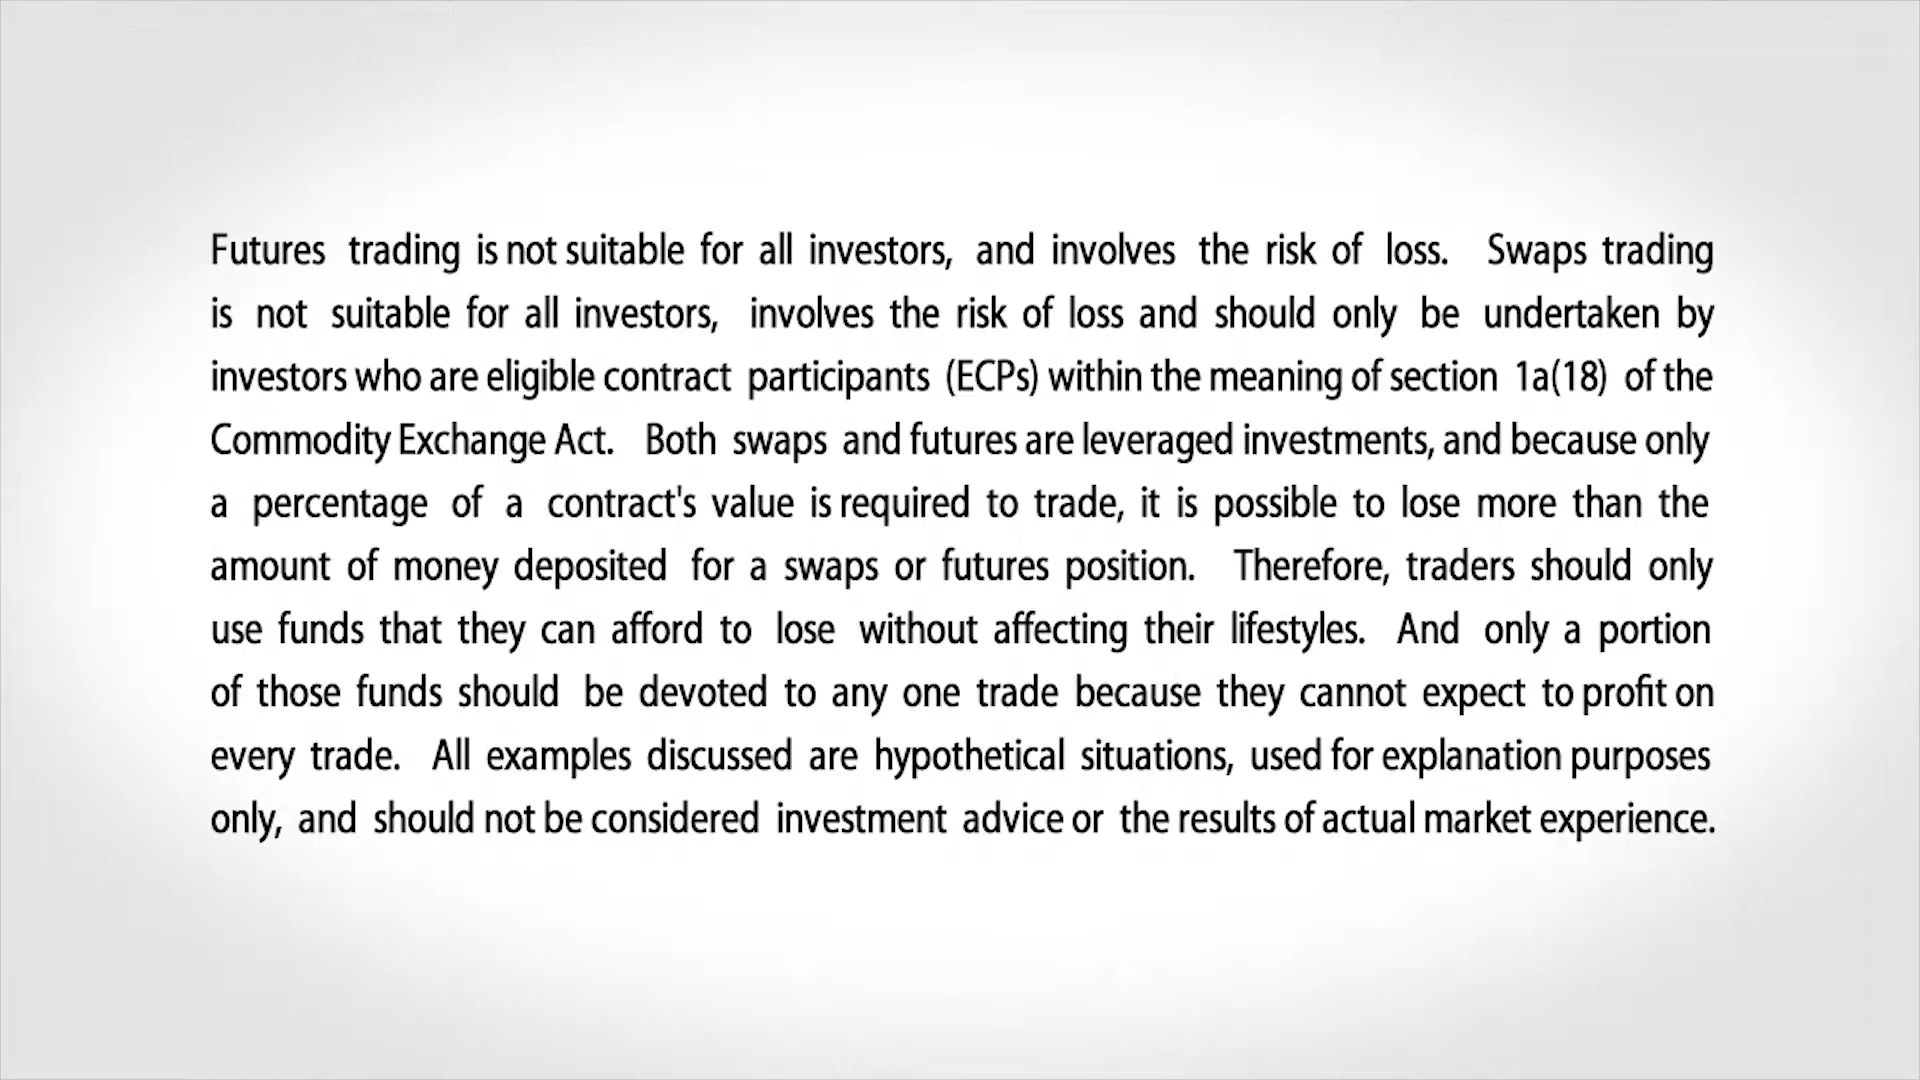 Futures trading is not suitable for all investors, and involves the risk of loss. Swaps trading
is not suitable for all investors, involves the risk of loss and should only be undertaken by
investors who are eligible contract participants (ECPs) within the meaning of section 1a(18) of the
Commodity Exchange Act. Both swaps and futures are leveraged investments, and because only
a percentage of a contract's value is required to trade, it is possible to lose more than the
amount of money deposited for a swaps or futures position. Therefore, traders should only
use funds that they can afford to lose without affecting their lifestyles. And only a portion
of those funds should be devoted to any one trade because they cannot expect to profit on
every trade. All examples discussed are hypothetical situations, used for explanation purposes
only, and should not be considered investment advice or the results of actual market experience.